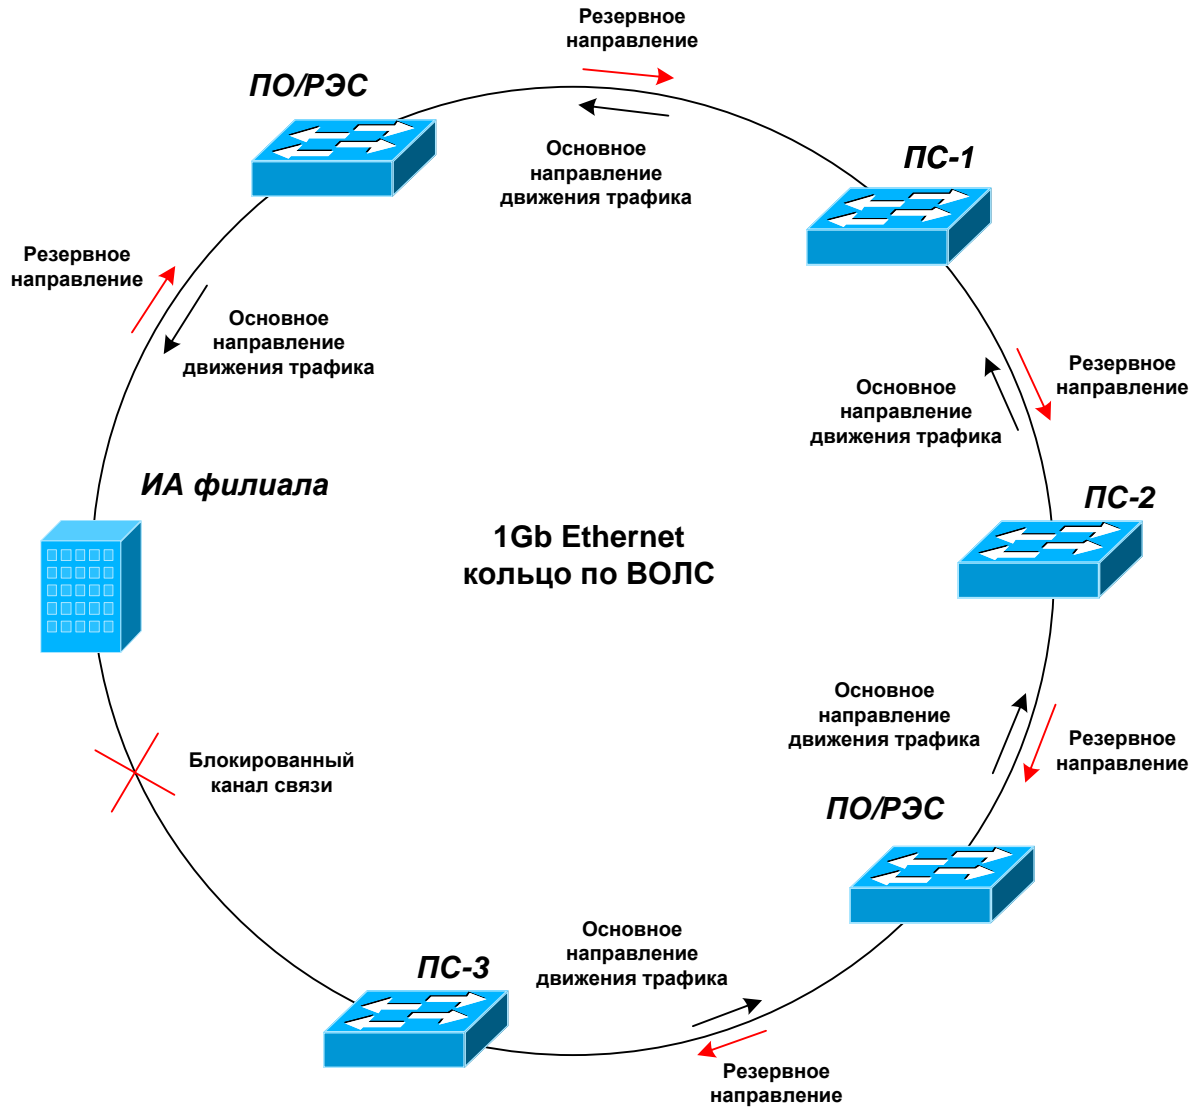 Резервное
направление
ПО/РЭС
Основное
направление
движения трафика
ПС-1
Резервное
направление
Основное
направление
движения трафика
Резервное
направление
Основное
направление
движения трафика
ИА филиала
ПС-2
1Gb Ethernet
кольцо по ВОЛС
Основное
направление
движения трафика
Резервное
направление
Блокированный
канал связи
ПО/РЭС
Основное
направление
движения трафика
ПС-3
Резервное
направление